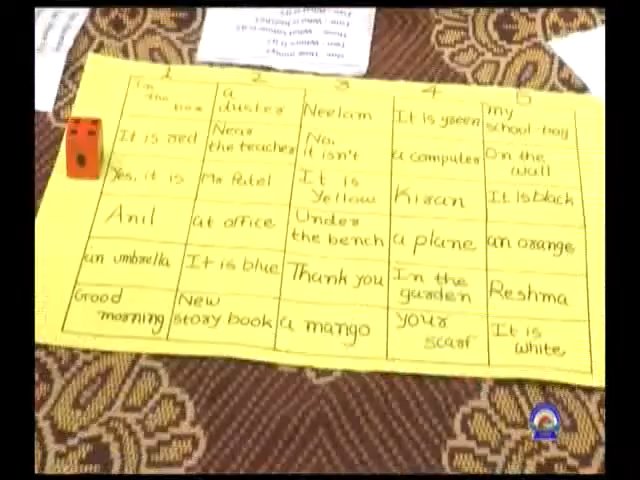 1 2 3 4 5
In the box
a duster
Neelam
It is green
my school-bag
It is red
Near the teacher
No, it isn't
a computer
On the wall
Yes, it is
Mr Patel
It is Yellow
Kiran
It is black
Anil
at office
Under the bench
a plane
an orange
an umbrella
It is blue
Thank you
In the garden
Reshma
Good morning
New story book
a mango
your scarf
It is white